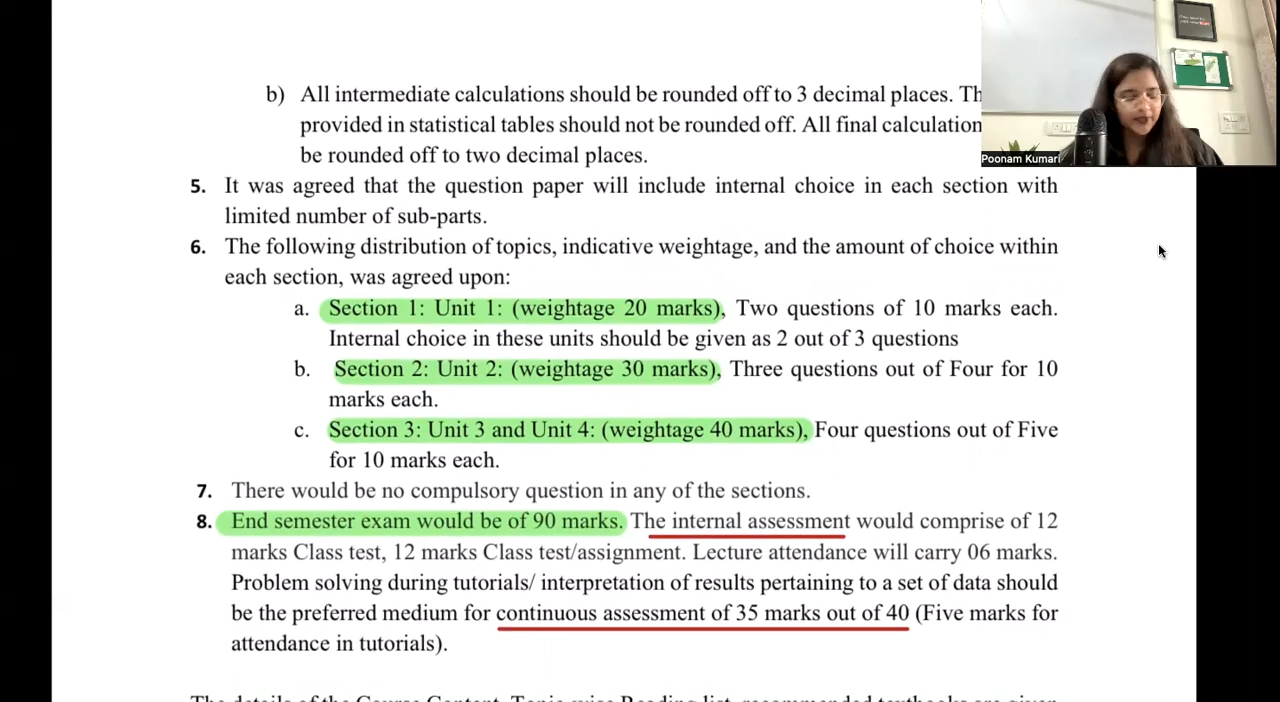 b) All intermediate calculations should be rounded off to 3 decimal places.
provided in statistical tables should not be rounded off. All final calculation
be rounded off to two decimal places.
5. It was agreed that the question paper will include internal choice in each section with
limited number of sub-parts.
6. The following distribution of topics, indicative weightage, and the amount of choice within
each section, was agreed upon:
a. Section 1: Unit 1: (weightage 20 marks), Two questions of 10 marks each.
Internal choice in these units should be given as 2 out of 3 questions
b. Section 2: Unit 2: (weightage 30 marks), Three questions out of Four for 10
marks each.
c. Section 3: Unit 3 and Unit 4: (weightage 40 marks), Four questions out of Five
for 10 marks each.
7. There would be no compulsory question in any of the sections.
8. End semester exam would be of 90 marks. The internal assessment would comprise of 12
marks Class test, 12 marks Class test/assignment. Lecture attendance will carry 06 marks.
Problem solving during tutorials/ interpretation of results pertaining to a set of data should
be the preferred medium for continuous assessment of 35 marks out of 40 (Five marks for
attendance in tutorials).
Poonam Kumari